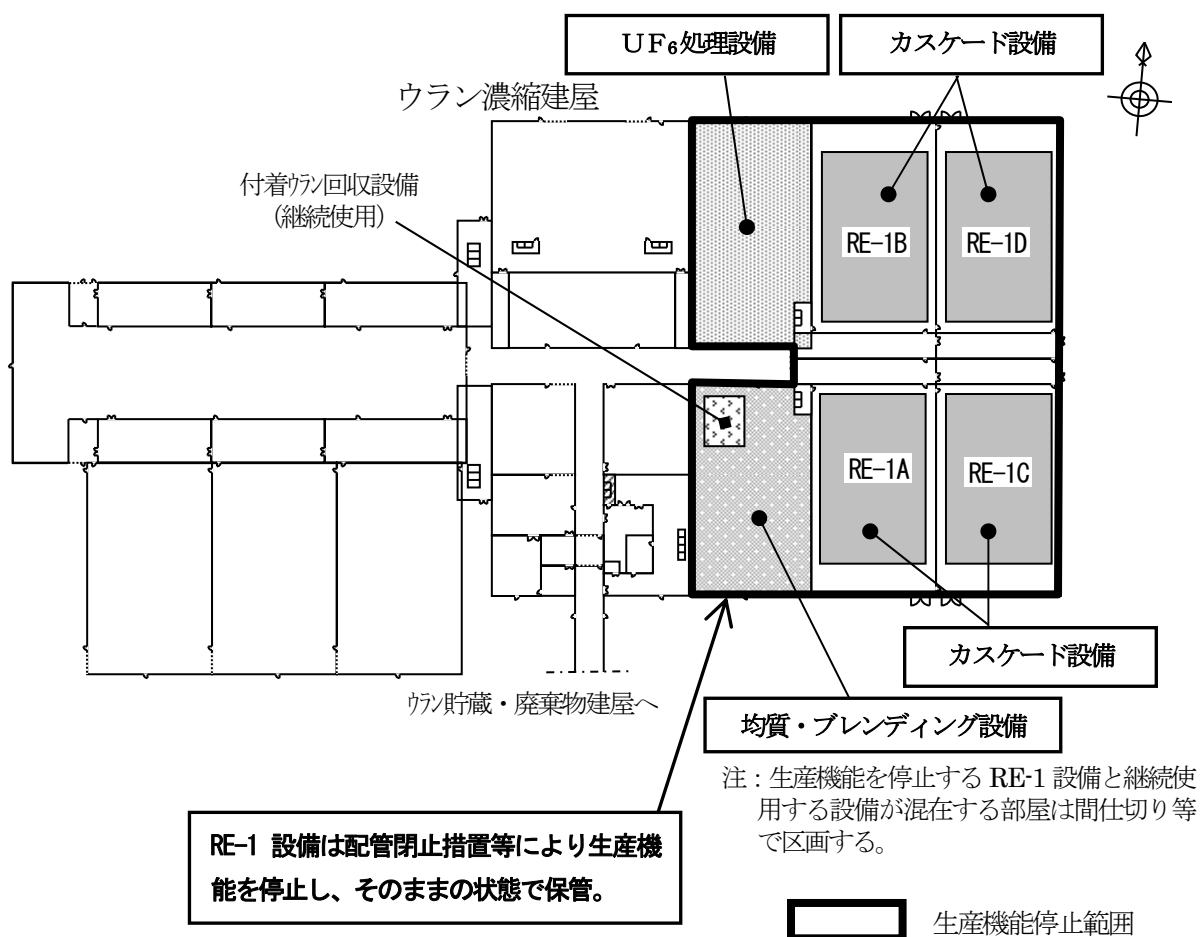 UF₆処理設備
カスケード設備
ウラン濃縮建屋
付着ウラン回収設備
(継続使用)
RE-1B
RE-1D
RE-1A
RE-1C
カスケード設備
ウラン貯蔵・廃棄物建屋へ
均質・ブレンディング設備
注：生産機能を停止する RE-1 設備と継続使
用する設備が混在する部屋は間仕切り等
で区画する。
RE-1 設備は配管閉止措置等により生産機
能を停止し、そのままの状態で保管。
生産機能停止範囲